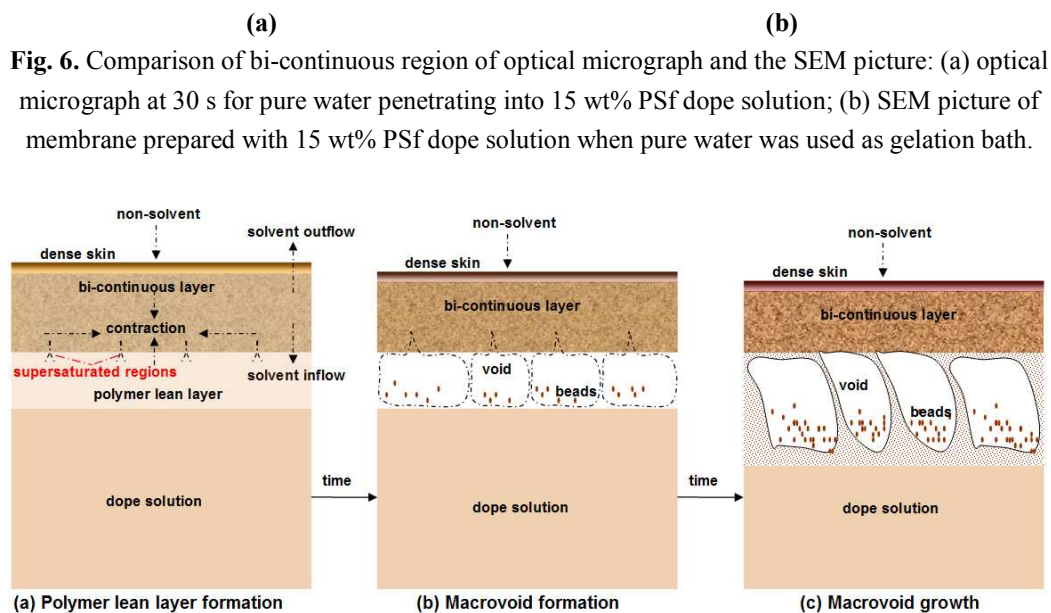 (a) (b)
Fig. 6. Comparison of bi-continuous region of optical micrograph and the SEM picture: (a) optical
micrograph at 30 s for pure water penetrating into 15 wt% PSf dope solution; (b) SEM picture of
membrane prepared with 15 wt% PSf dope solution when pure water was used as gelation bath.
non-solvent
solvent outflow
dense skin
bi-continuous layer
contraction
supersaturated regions
solvent inflow
polymer lean layer
dope solution
(a) Polymer lean layer formation
time
non-solvent
dense skin
bi-continuous layer
void
beads
dope solution
(b) Macrovoid formation
time
non-solvent
dense skin
bi-continuous layer
void
beads
dope solution
(c) Macrovoid growth